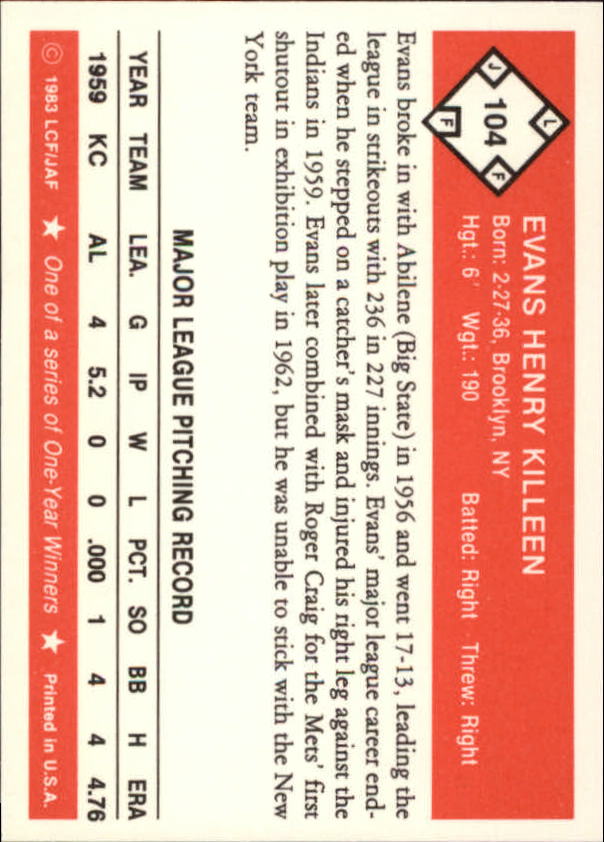 J L
104
F F
EVANS HENRY KILLEEN
Born: 2-27-36, Brooklyn, NY Batted: Right Threw: Right
Hgt.: 6' Wgt.: 190
Evans broke in with Abilene (Big State) in 1956 and went 17-13, leading the
league in strikeouts with 236 in 227 innings. Evans' major league career end-
ed when he stepped on a catcher's mask and injured his right leg against the
Indians in 1959. Evans later combined with Roger Craig for the Mets' first
shutout in exhibition play in 1962, but he was unable to stick with the New
York team.
MAJOR LEAGUE PITCHING RECORD
YEAR TEAM LEA. G IP W L PCT. SO BB H ERA
1959 KC AL 4 5.2 0 0 .000 1 4 4 4.76
© 1983 LCF/JAF ★ One of a series of One-Year Winners ★ Printed in U.S.A.